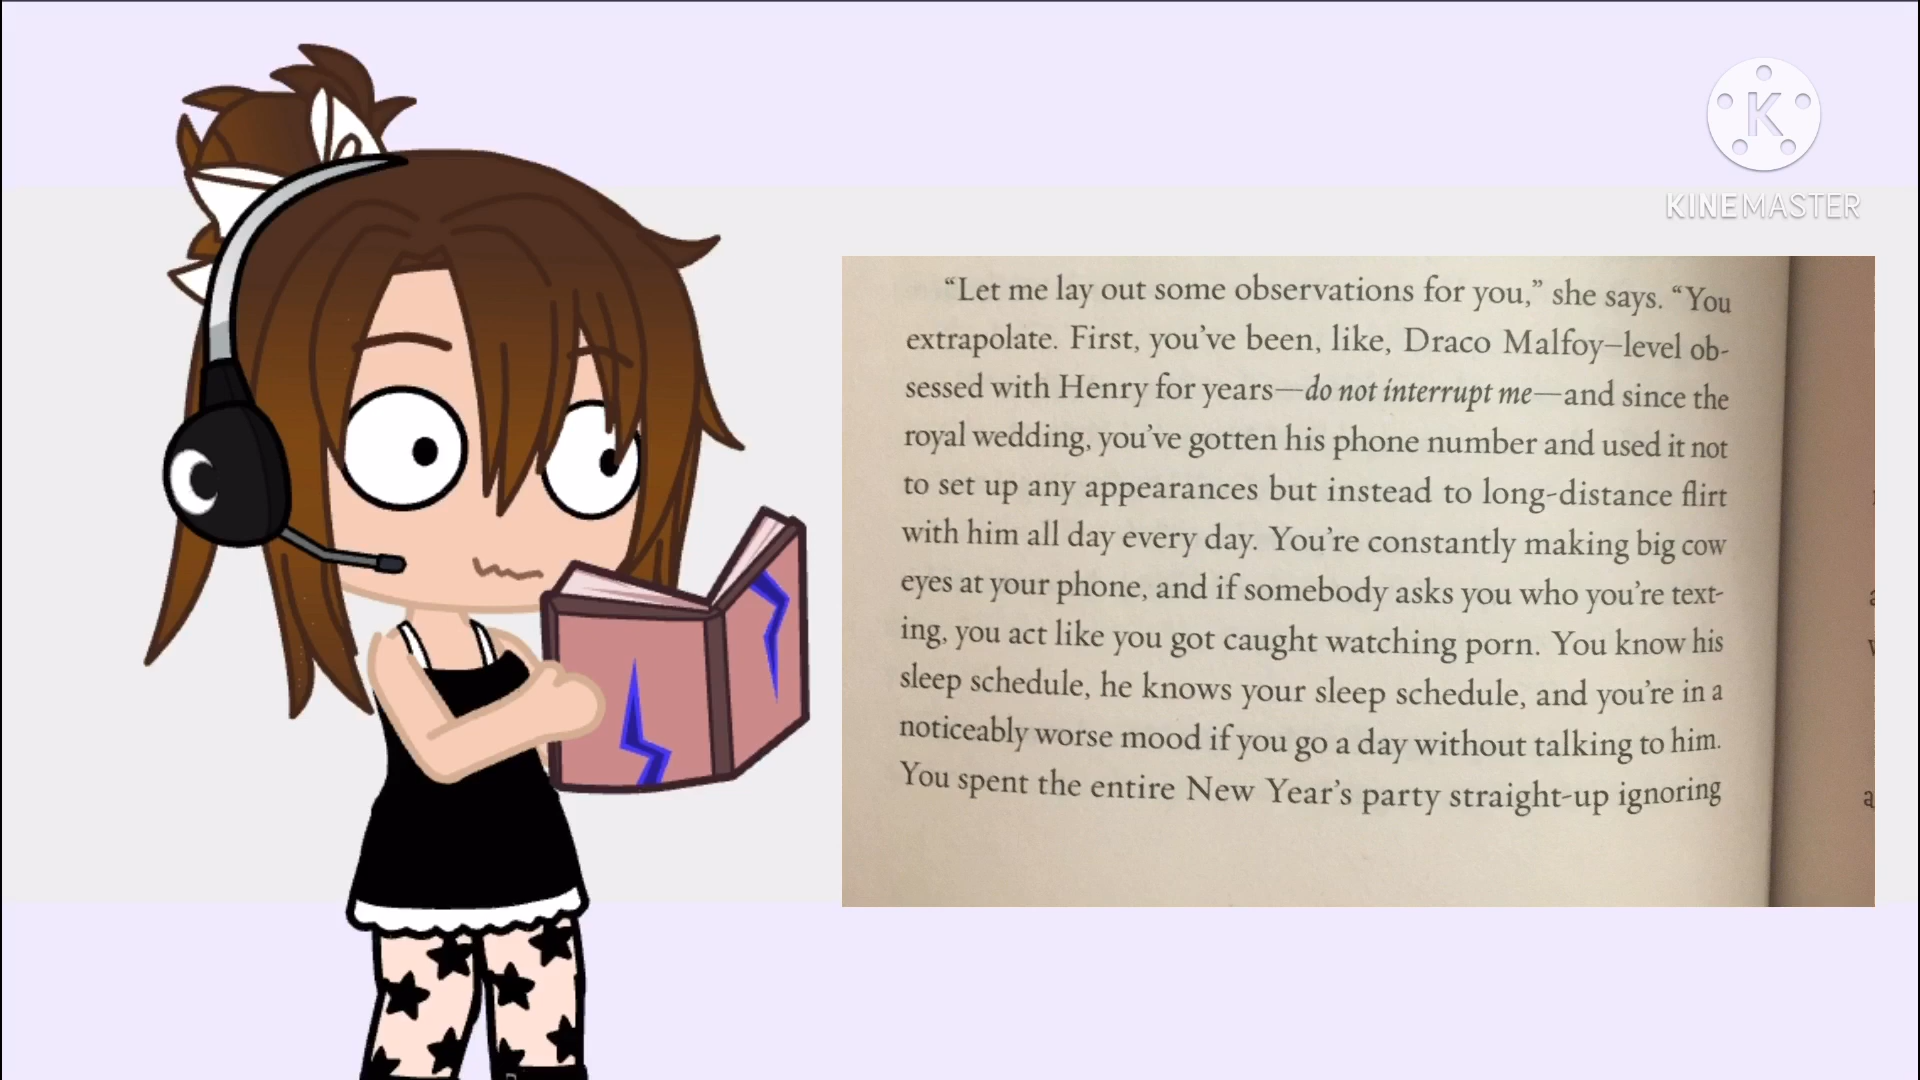 K
KINEMASTER
“Let me lay out some observations for you,” she says. “You
extrapolate. First, you’ve been, like, Draco Malfoy–level ob-
sessed with Henry for years—do not interrupt me—and since the
royal wedding, you’ve gotten his phone number and used it not
to set up any appearances but instead to long-distance flirt
with him all day every day. You’re constantly making big cow
eyes at your phone, and if somebody asks you who you’re text-
ing, you act like you got caught watching porn. You know his
sleep schedule, he knows your sleep schedule, and you’re in a
noticeably worse mood if you go a day without talking to him.
You spent the entire New Year’s party straight-up ignoring